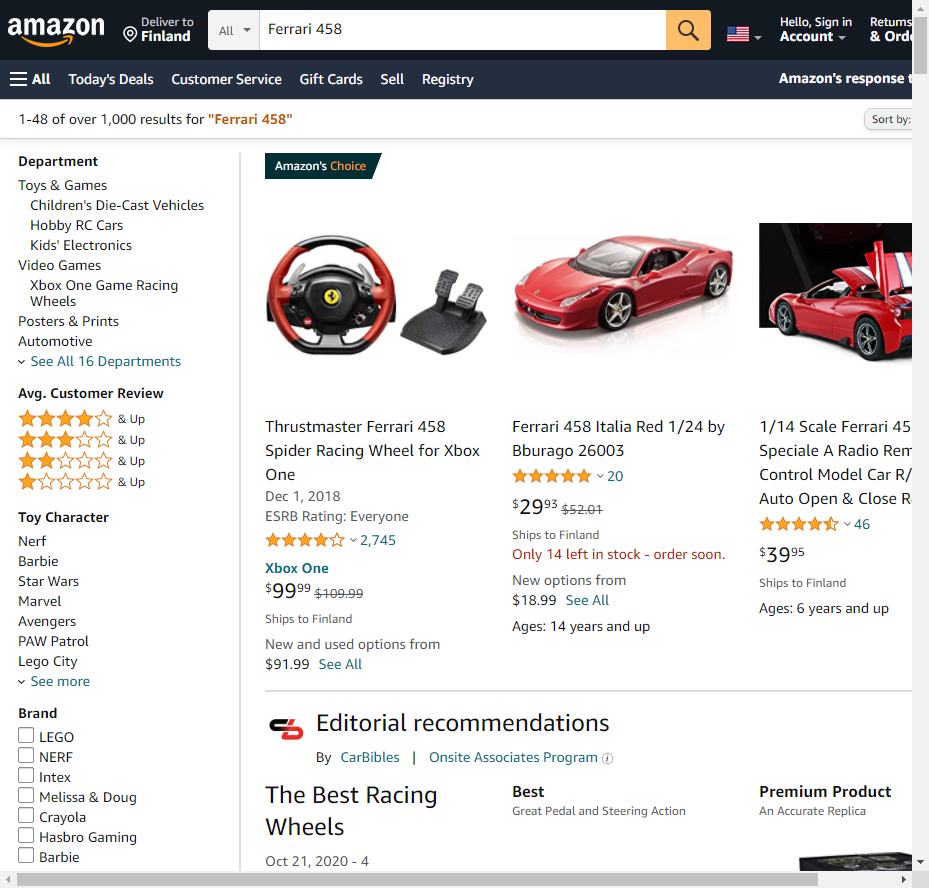 amazon
Deliver to
Finland
All
Ferrari 458
Hello, Sign in
Account
Returns
& Orde
All
Today's Deals
Customer Service
Gift Cards
Sell
Registry
Amazon's response t
1-48 of over 1,000 results for "Ferrari 458"
Sort by:
Department
Toys & Games
Children's Die-Cast Vehicles
Hobby RC Cars
Kids' Electronics
Video Games
Xbox One Game Racing
Wheels
Posters & Prints
Automotive
See All 16 Departments
Avg. Customer Review
& Up
& Up
& Up
& Up
Toy Character
Nerf
Barbie
Star Wars
Marvel
Avengers
PAW Patrol
Lego City
See more
Brand
LEGO
NERF
Intex
Melissa & Doug
Crayola
Hasbro Gaming
Barbie
Amazon's Choice
Thrustmaster Ferrari 458
Spider Racing Wheel for Xbox
One
Dec 1, 2018
ESRB Rating: Everyone
2,745
Xbox One
$99.99 $109.99
Ships to Finland
New and used options from
$91.99 See All
Ferrari 458 Italia Red 1/24 by
Bburago 26003
20
$29.93 $52.01
Ships to Finland
Only 14 left in stock - order soon.
New options from
$18.99 See All
Ages: 14 years and up
1/14 Scale Ferrari 45
Speciale A Radio Rem
Control Model Car R/
Auto Open & Close R
46
$39.95
Ships to Finland
Ages: 6 years and up
Editorial recommendations
By CarBibles | Onsite Associates Program
The Best Racing
Wheels
Oct 21, 2020 - 4
Best
Great Pedal and Steering Action
Premium Product
An Accurate Replica